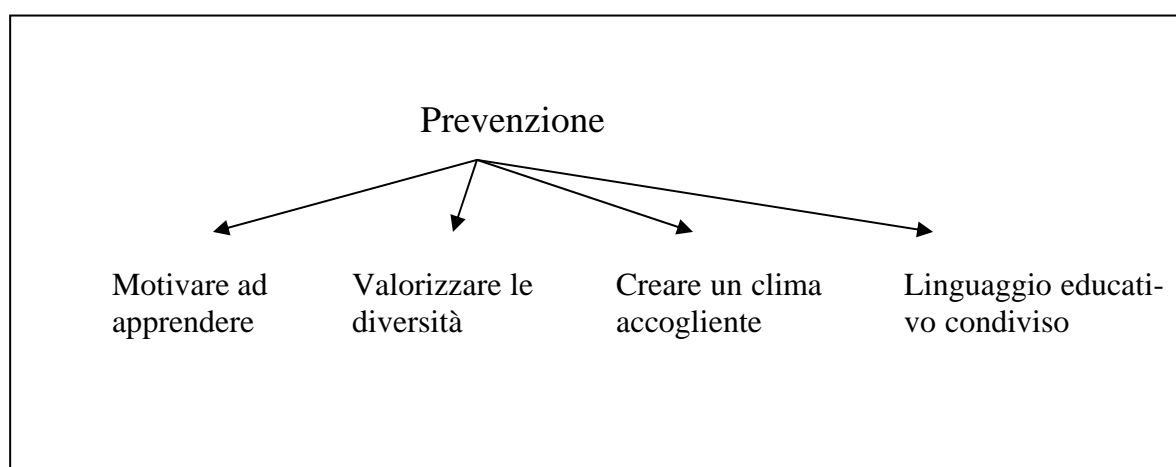 Prevenzione
Motivare ad
apprendere
Valorizzare le
diversità
Creare un clima
accogliente
Linguaggio educati-
vo condiviso